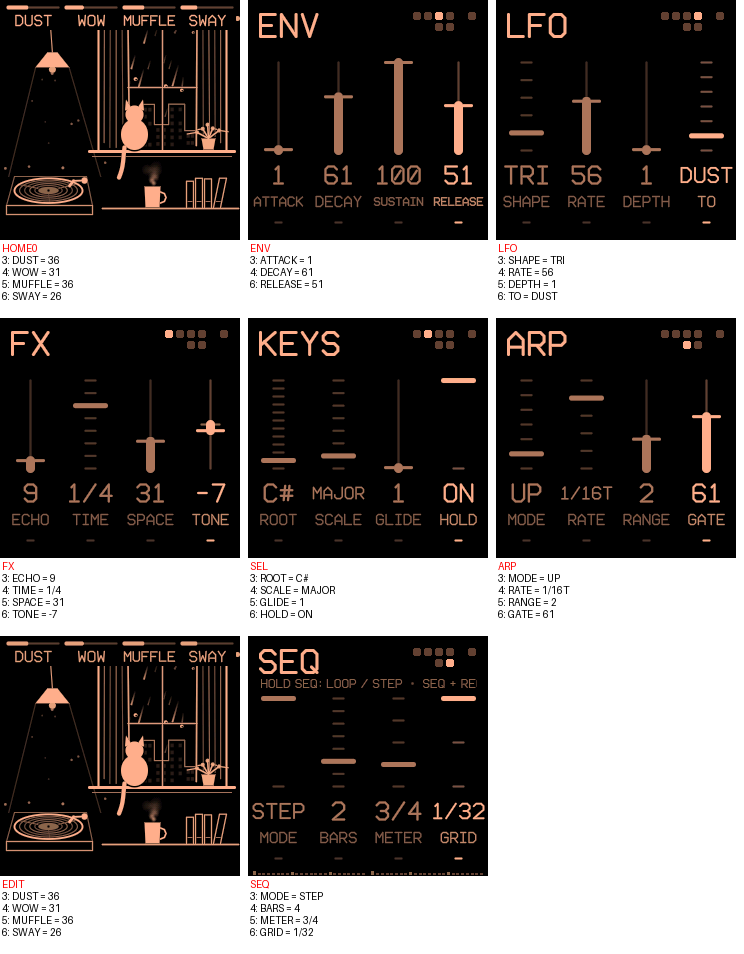 DUST WOW MUFFLE SWAY
HOME0
3: DUST = 36
4: WOW = 31
5: MUFFLE = 36
6: SWAY = 26
ENV
1 61 100 51
ATTACK DECAY SUSTAIN RELEASE
ENV
3: ATTACK = 1
4: DECAY = 61
6: RELEASE = 51
LFO
TRI 56 1 DUST
SHAPE RATE DEPTH TO
LFO
3: SHAPE = TRI
4: RATE = 56
5: DEPTH = 1
6: TO = DUST
FX
9 1/4 31 -7
ECHO TIME SPACE TONE
FX
3: ECHO = 9
4: TIME = 1/4
5: SPACE = 31
6: TONE = -7
KEYS
C# MAJOR 1 ON
ROOT SCALE GLIDE HOLD
SEL
3: ROOT = C#
4: SCALE = MAJOR
5: GLIDE = 1
6: HOLD = ON
ARP
UP 1/16T 2 61
MODE RATE RANGE GATE
ARP
3: MODE = UP
4: RATE = 1/16T
5: RANGE = 2
6: GATE = 61
DUST WOW MUFFLE SWAY
EDIT
3: DUST = 36
4: WOW = 31
5: MUFFLE = 36
6: SWAY = 26
SEQ
HOLD SEQ: LOOP / STEP · SEQ + RE
STEP 2 3/4 1/32
MODE BARS METER GRID
SEQ
3: MODE = STEP
4: BARS = 4
5: METER = 3/4
6: GRID = 1/32